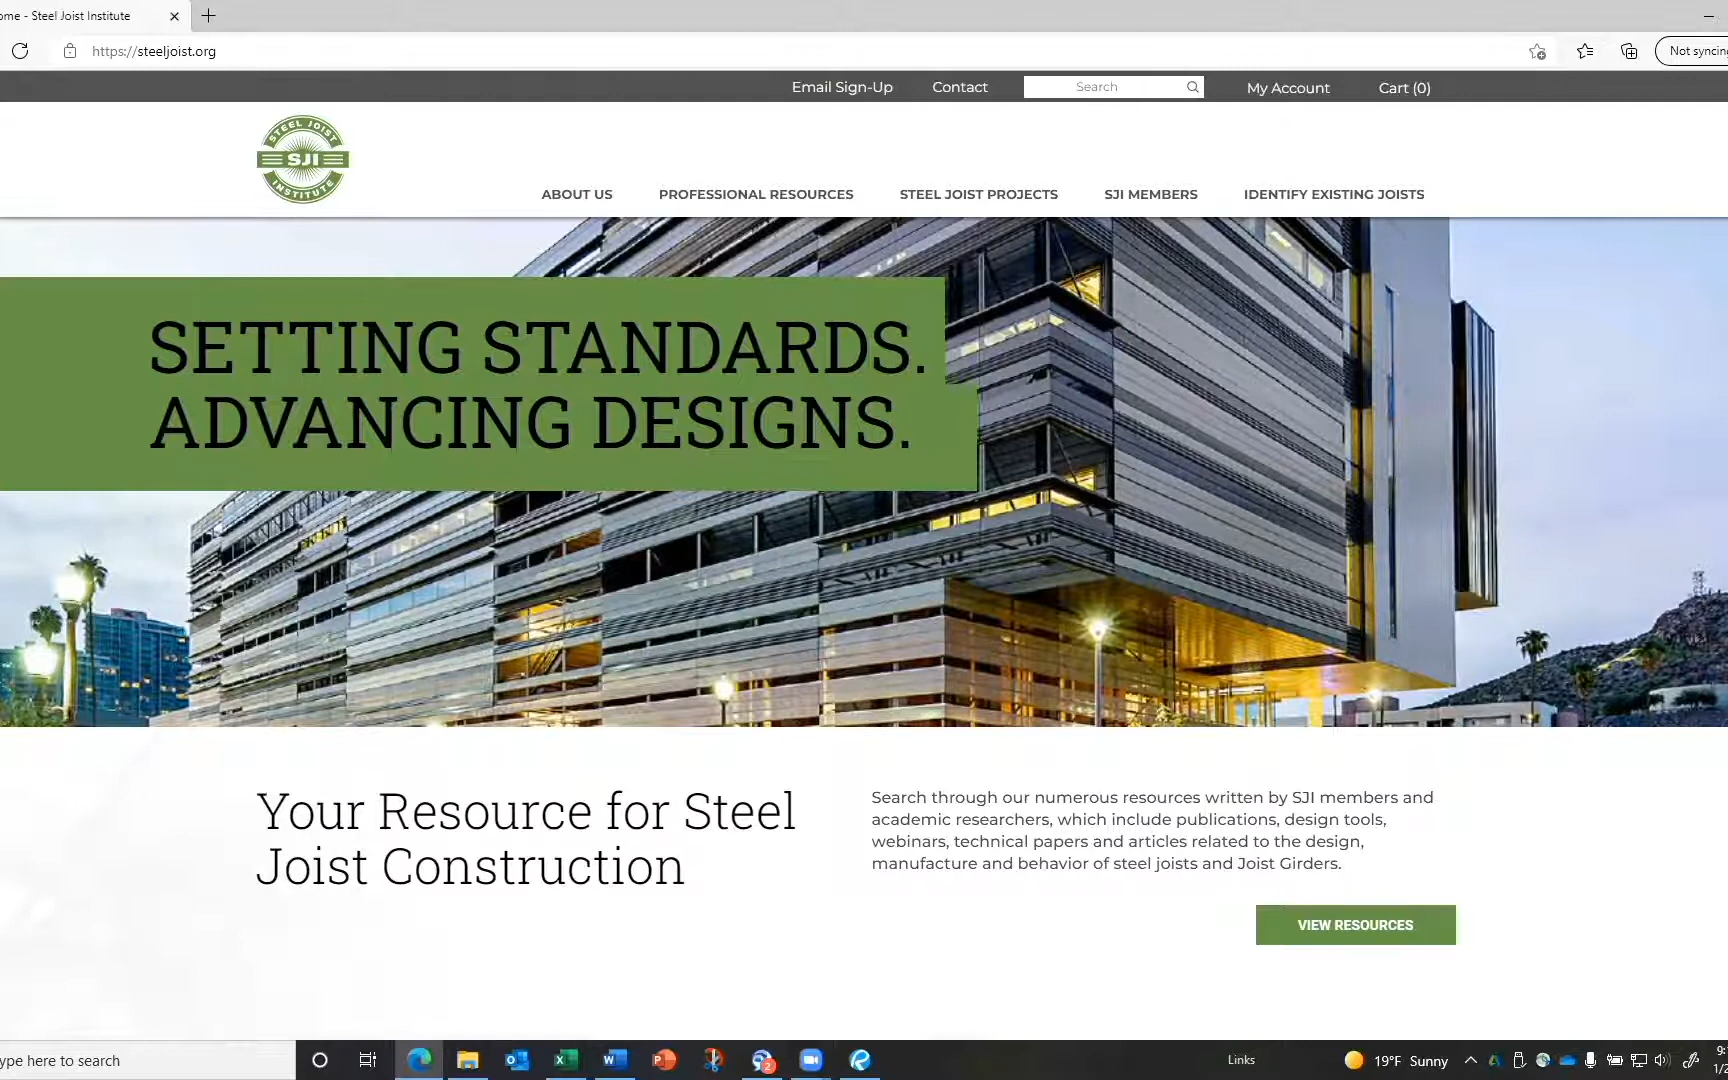 ome - Steel Joist Institute
https://steeljoist.org
Not syncing
Email Sign-Up
Contact
Search
My Account
Cart (0)
STEEL JOIST
SJI
INSTITUTE
ABOUT US
PROFESSIONAL RESOURCES
STEEL JOIST PROJECTS
SJI MEMBERS
IDENTIFY EXISTING JOISTS
SETTING STANDARDS.
ADVANCING DESIGNS.
Your Resource for Steel
Joist Construction
Search through our numerous resources written by SJI members and
academic researchers, which include publications, design tools,
webinars, technical papers and articles related to the design,
manufacture and behavior of steel joists and Joist Girders.
VIEW RESOURCES
ype here to search
2
Links
19°F Sunny